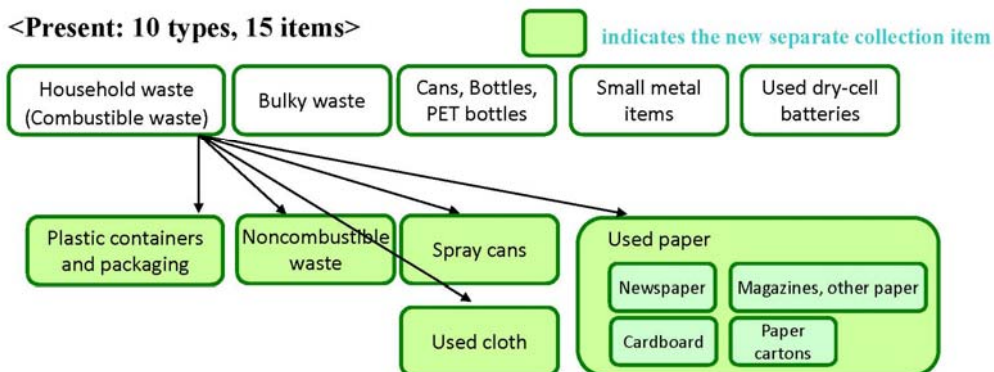 <Present: 10 types, 15 items>
indicates the new separate collection item
Household waste
(Combustible waste)
Bulky waste
Cans, Bottles,
PET bottles
Small metal
items
Used dry-cell
batteries
Plastic containers
and packaging
Noncombustible
waste
Spray cans
Used cloth
Used paper
Newspaper
Magazines, other paper
Cardboard
Paper
cartons